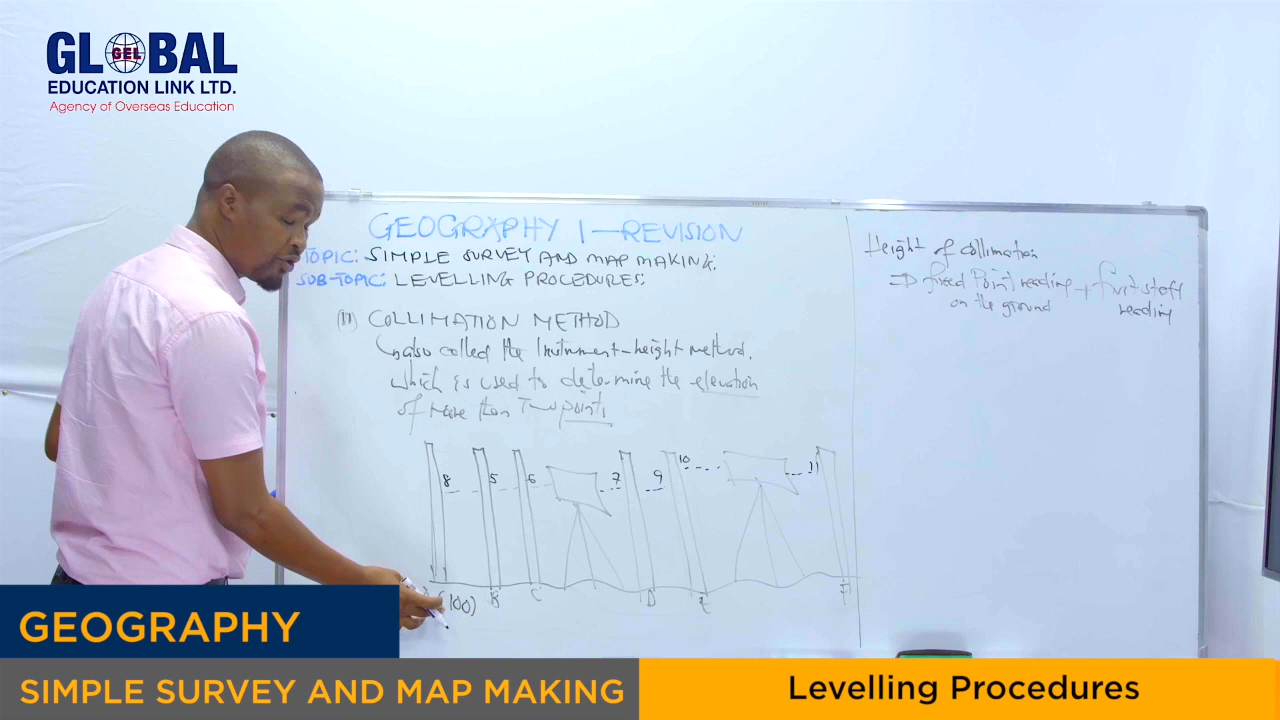 GLOBAL
GEL
EDUCATION LINK LTD.
Agency of Overseas Education
GEOGRAPHY 1-REVISION
TOPIC: SIMPLE SURVEY AND MAP MAKING.
SUB-TOPIC: LEVELLING PROCEDURES:
(11) COLLIMATION METHOD
also called the Instrument-height method.
which is used to determine the elevation
of more than Two points
8 5 6 7 9 10 11
(100) B C D E F
Height of collimation
⇒ fixed Point reading + first staff
on the ground reading
GEOGRAPHY
SIMPLE SURVEY AND MAP MAKING
Levelling Procedures